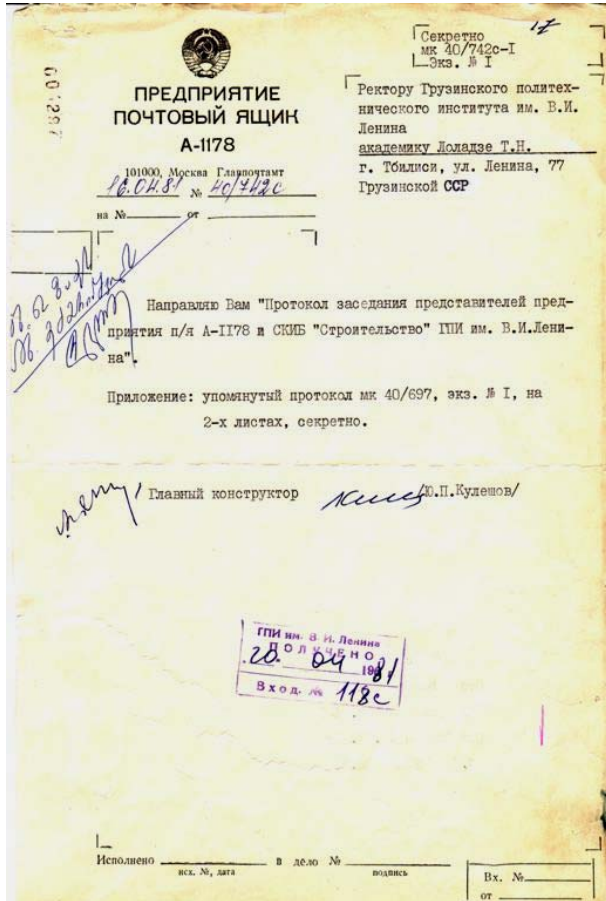 17
Секретно
мк 40/742с-I
Экз. № I
ПРЕДПРИЯТИЕ
ПОЧТОВЫЙ ЯЩИК
А-1178
101000, Москва Главпочтамт
16.04.81 № 40/742с
на № от
Ректору Грузинского политех-
нического института им. В.И.
Ленина
академику Лоладзе Т.Н.
г. Тбилиси, ул. Ленина, 77
Грузинской ССР
Направляю Вам "Протокол заседания представителей пред-
приятия п/я А-II78 и СКИБ "Строительство" ГПИ им. В.И.Лени-
на".
Приложение: упомянутый протокол мк 40/697, экз. № I, на
2-х листах, секретно.
Главный конструктор /Ю.П.Кулешов/
ГПИ им. В. И. Ленина
ПОЛУЧЕНО
20. 04 1981
Вход. № 118с
Исполнено в дело №
исх. №, дата подпись
Вх. №
от